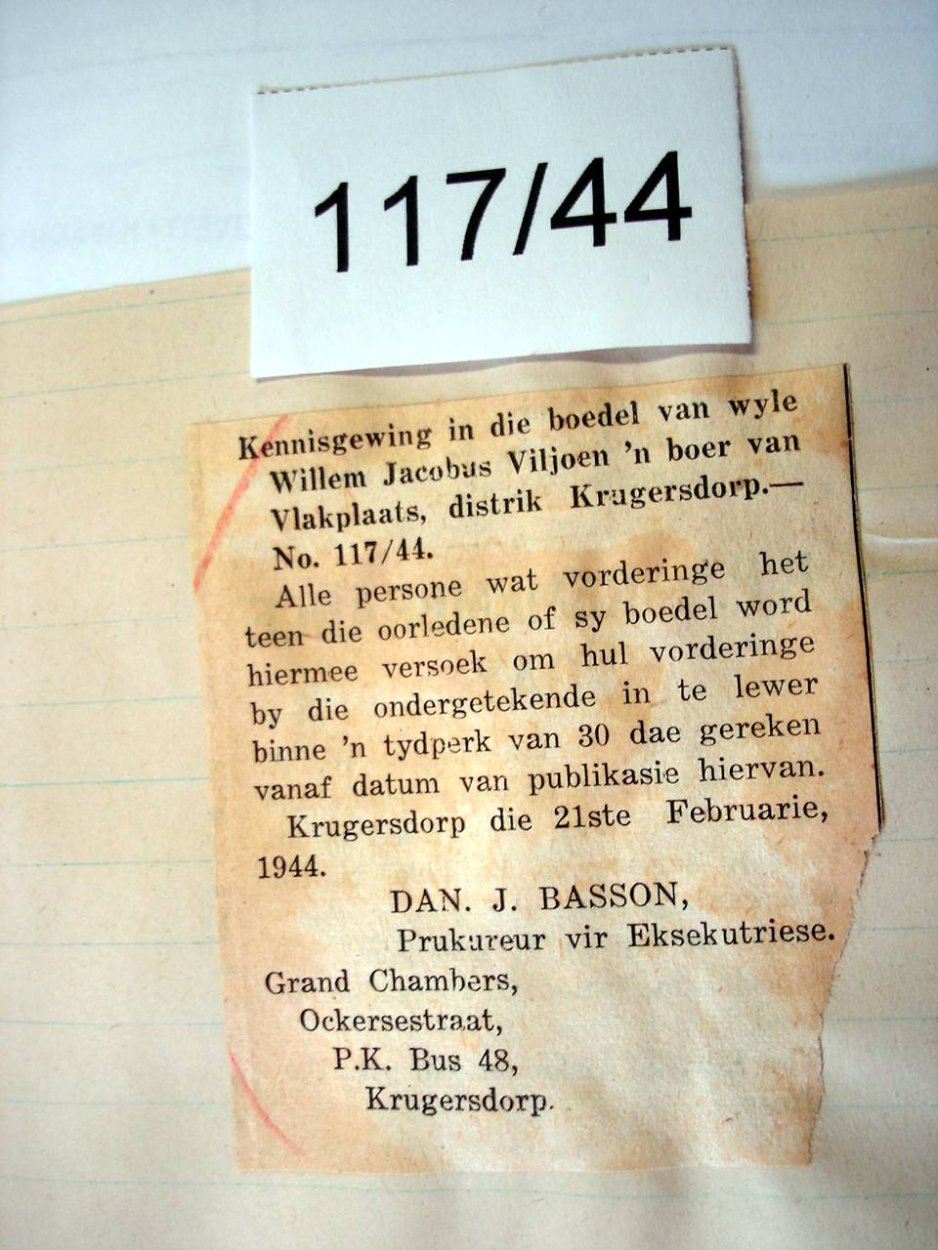 117/44
Kennisgewing in die boedel van wyle
Willem Jacobus Viljoen 'n boer van
Vlakplaats, distrik Krugersdorp.—
No. 117/44.
Alle persone wat vorderinge het
teen die oorledene of sy boedel word
hiermee versoek om hul vorderinge
by die ondergetekende in te lewer
binne 'n tydperk van 30 dae gereken
vanaf datum van publikasie hiervan.
Krugersdorp die 21ste Februarie,
1944.
DAN. J. BASSON,
Prukureur vir Eksekutriese.
Grand Chambers,
Ockersestraat,
P.K. Bus 48,
Krugersdorp.